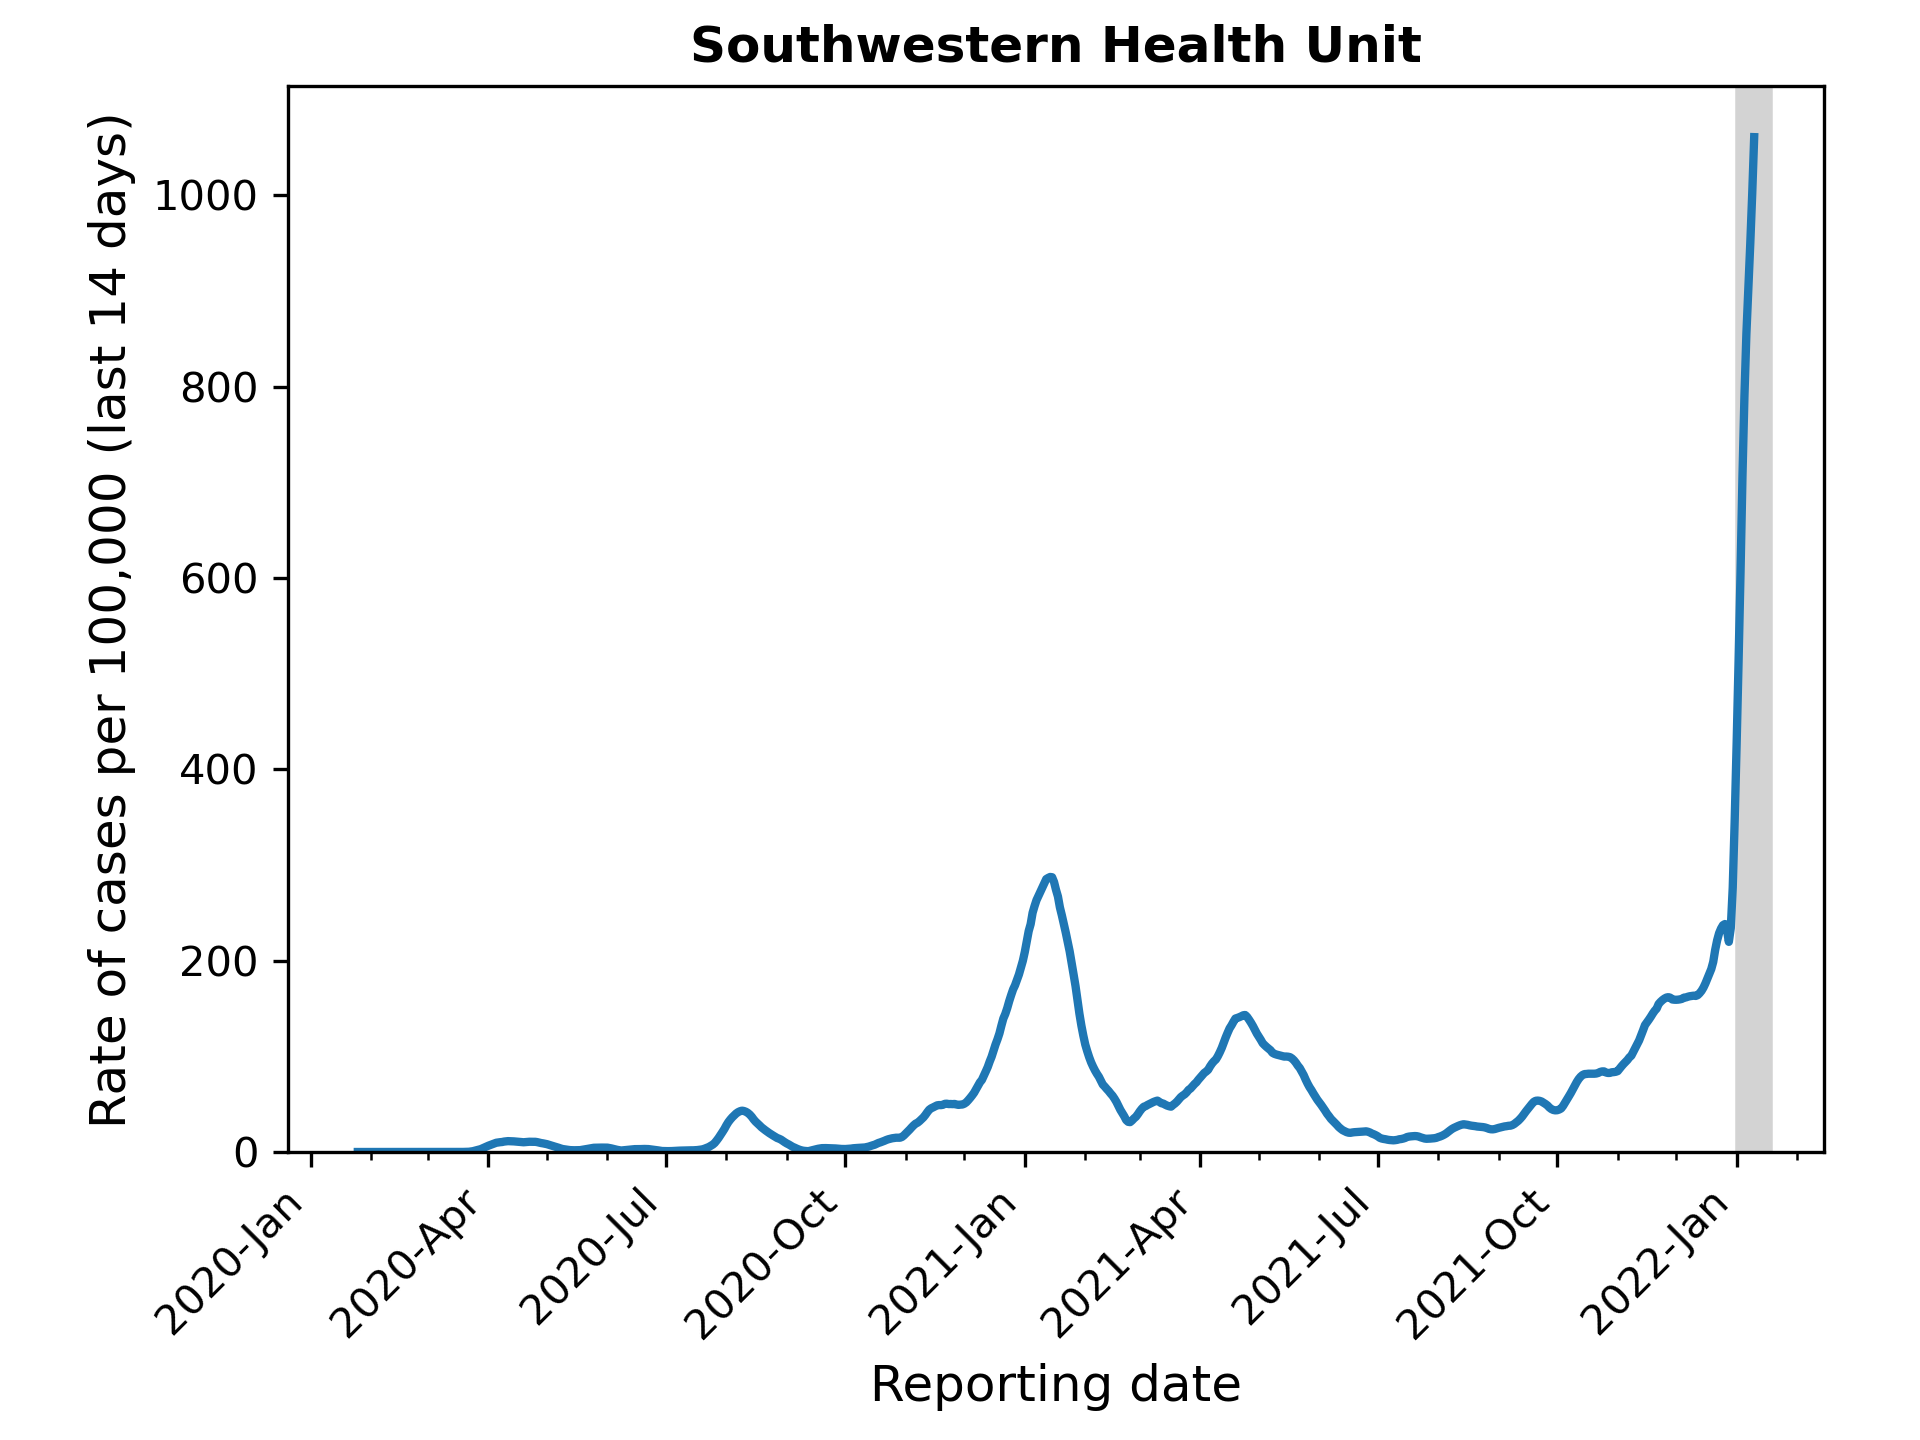 Southwestern Health Unit
Rate of cases per 100,000 (last 14 days)
1000
800
600
400
200
0
2020-Jan
2020-Apr
2020-Jul
2020-Oct
2021-Jan
2021-Apr
2021-Jul
2021-Oct
2022-Jan
Reporting date